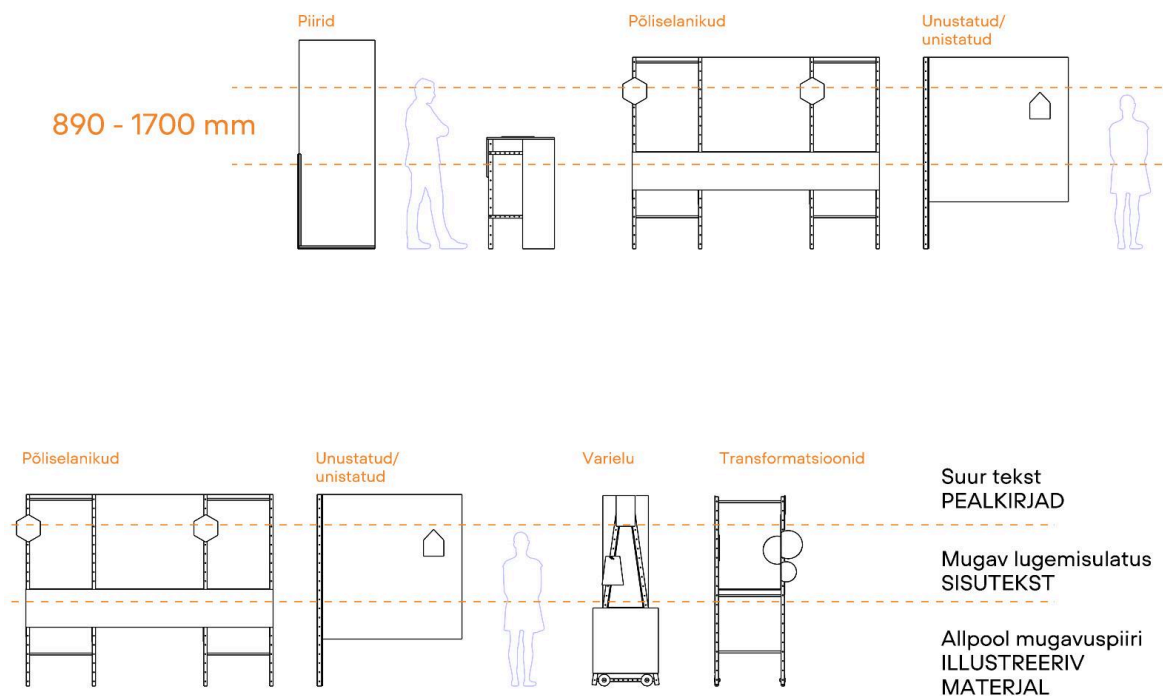 Piirid
Põliselanikud
Unustatud/
unistatud
890 - 1700 mm
Põliselanikud
Unustatud/
unistatud
Varielu
Transformatsioonid
Suur tekst
PEALKIRJAD
Mugav lugemisulatus
SISUTEKST
Allpool mugavuspiiri
ILLUSTREERIV
MATERJAL